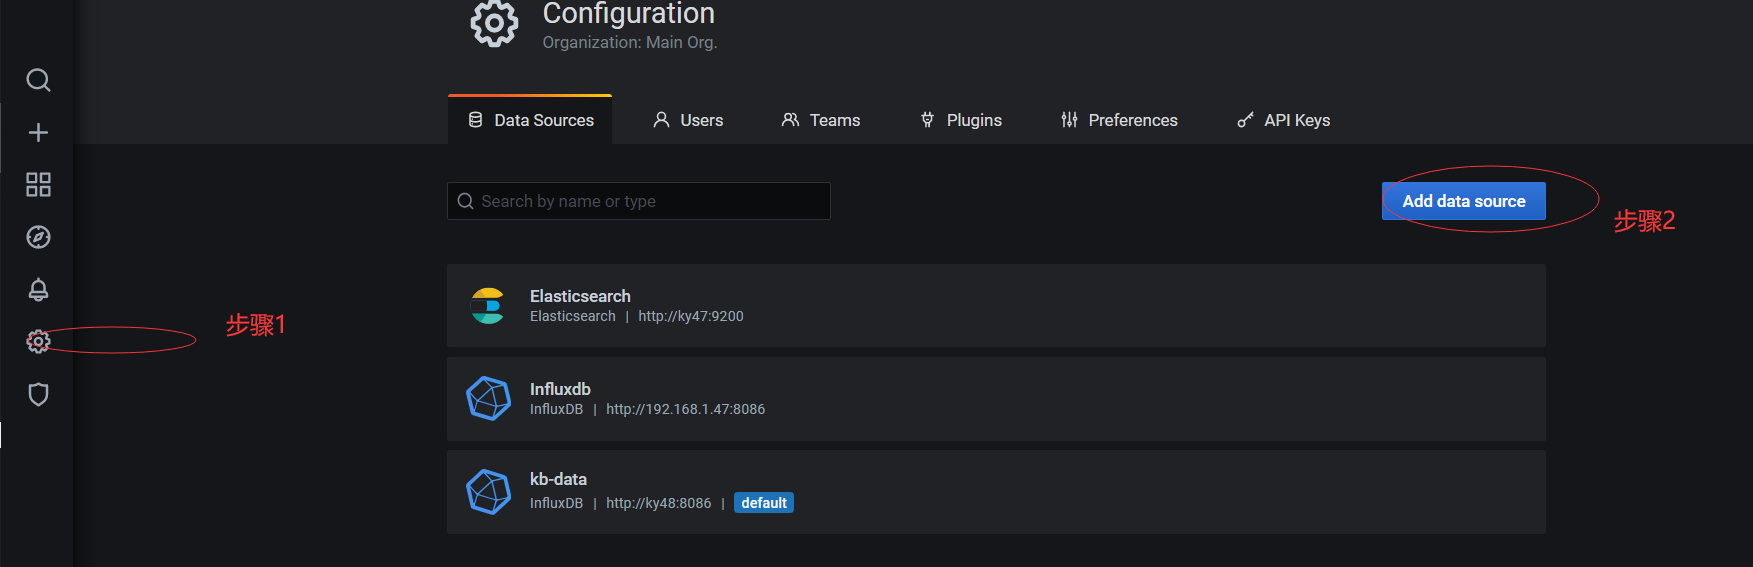 Configuration
Organization: Main Org.
Data Sources
Users
Teams
Plugins
Preferences
API Keys
Search by name or type
Add data source
步骤2
Elasticsearch
Elasticsearch | http://ky47:9200
步骤1
Influxdb
InfluxDB | http://192.168.1.47:8086
kb-data
InfluxDB | http://ky48:8086 | default